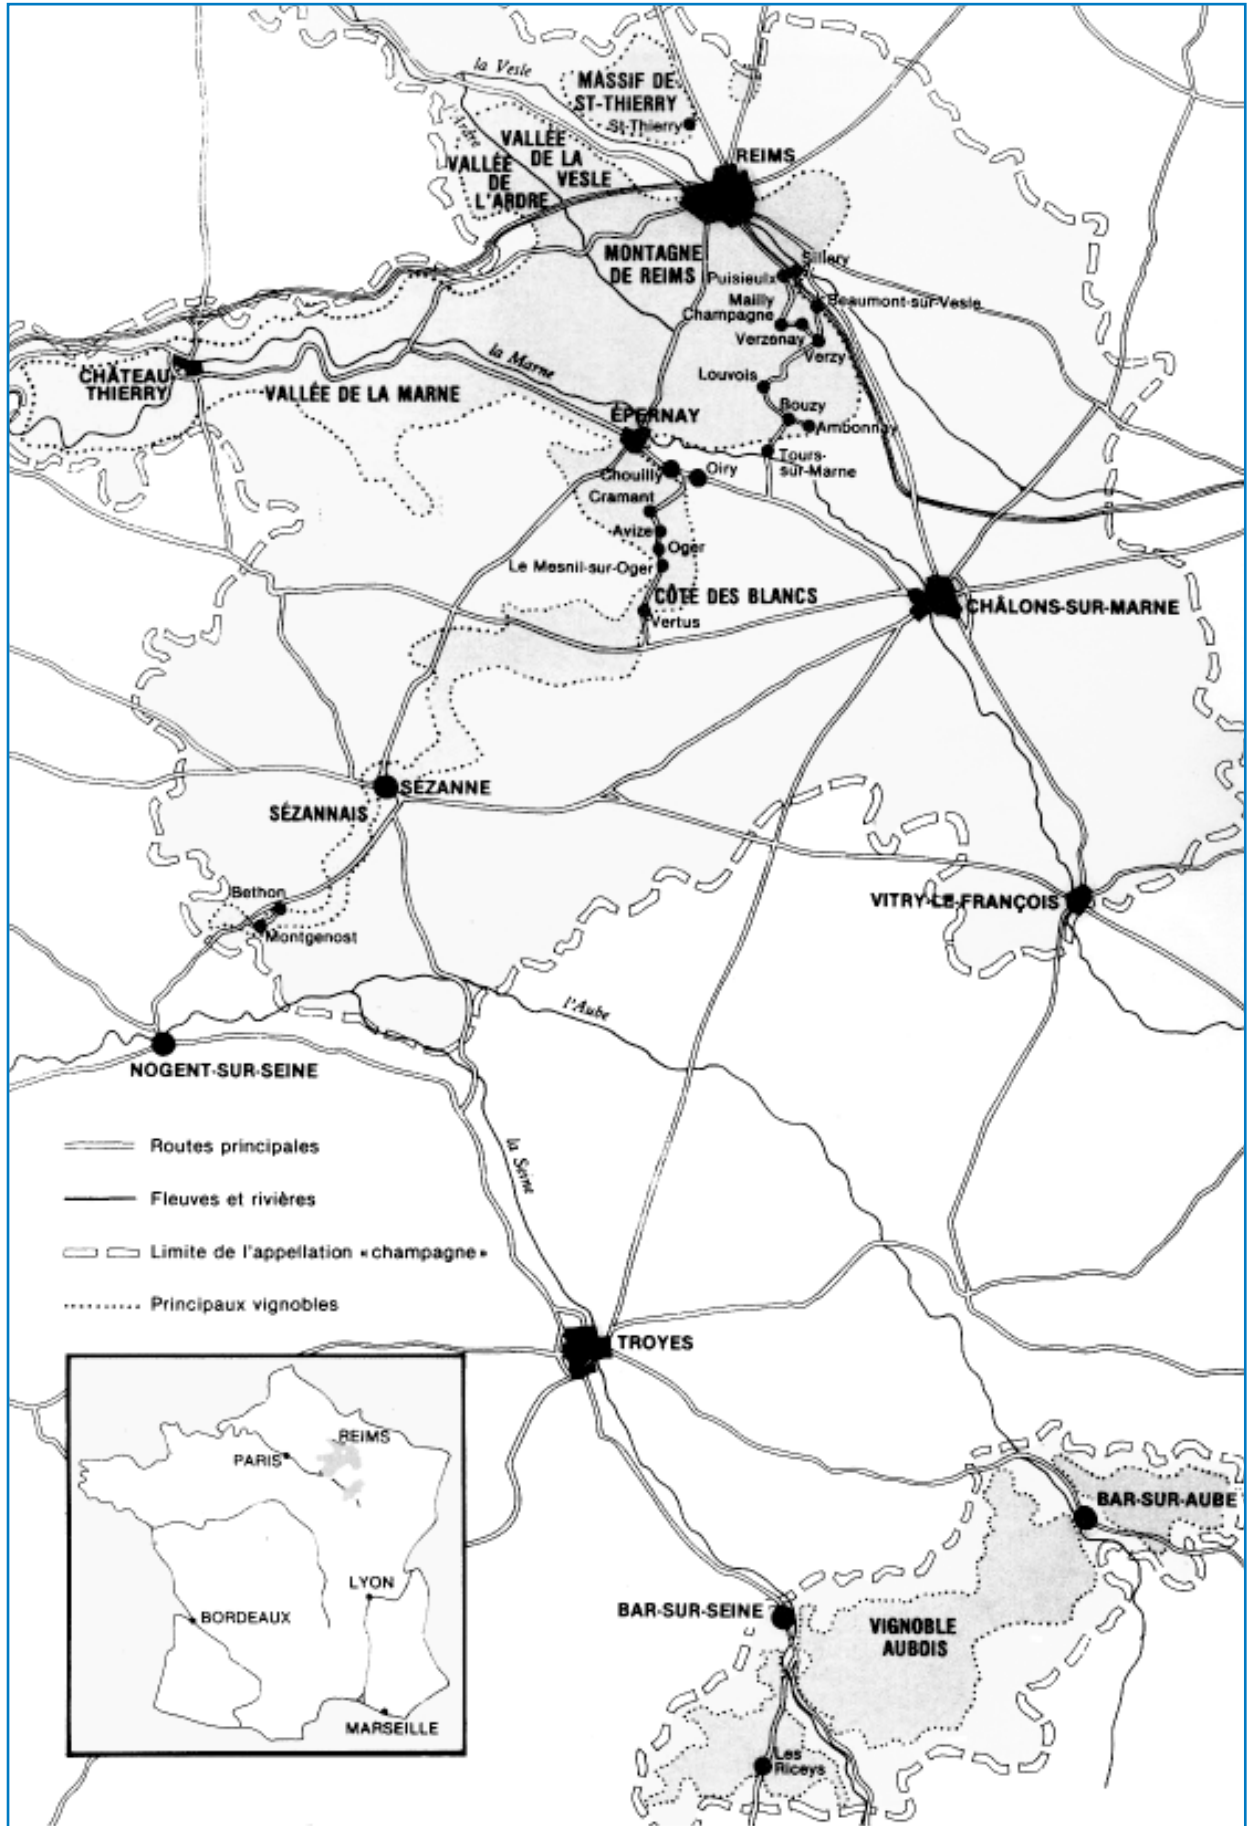 la Vesle
MASSIF DE
ST-THIERRY
St-Thierry
l'Ardre
VALLÉE
DE LA
VESLE
VALLÉE
DE
L'ARDRE
REIMS
MONTAGNE
DE REIMS
Sillery
Puisieulx
Mailly
Champagne
Beaumont-sur-Vesle
Verzenay
Verzy
la Marne
CHÂTEAU-
THIERRY
VALLÉE DE LA MARNE
Louvois
Bouzy
Ambonnay
ÉPERNAY
Tours-
sur-Marne
Chouilly
Oiry
Cramant
Avize
Oger
Le Mesnil-sur-Oger
CÔTE DES BLANCS
Vertus
CHÂLONS-SUR-MARNE
SÉZANNE
SÉZANNAIS
Bethon
Montgenost
VITRY-LE-FRANÇOIS
l'Aube
NOGENT-SUR-SEINE
la Seine
Routes principales
Fleuves et rivières
Limite de l'appellation «champagne»
Principaux vignobles
TROYES
REIMS
PARIS
LYON
BORDEAUX
MARSEILLE
BAR-SUR-AUBE
BAR-SUR-SEINE
VIGNOBLE
AUBOIS
Les
Riceys